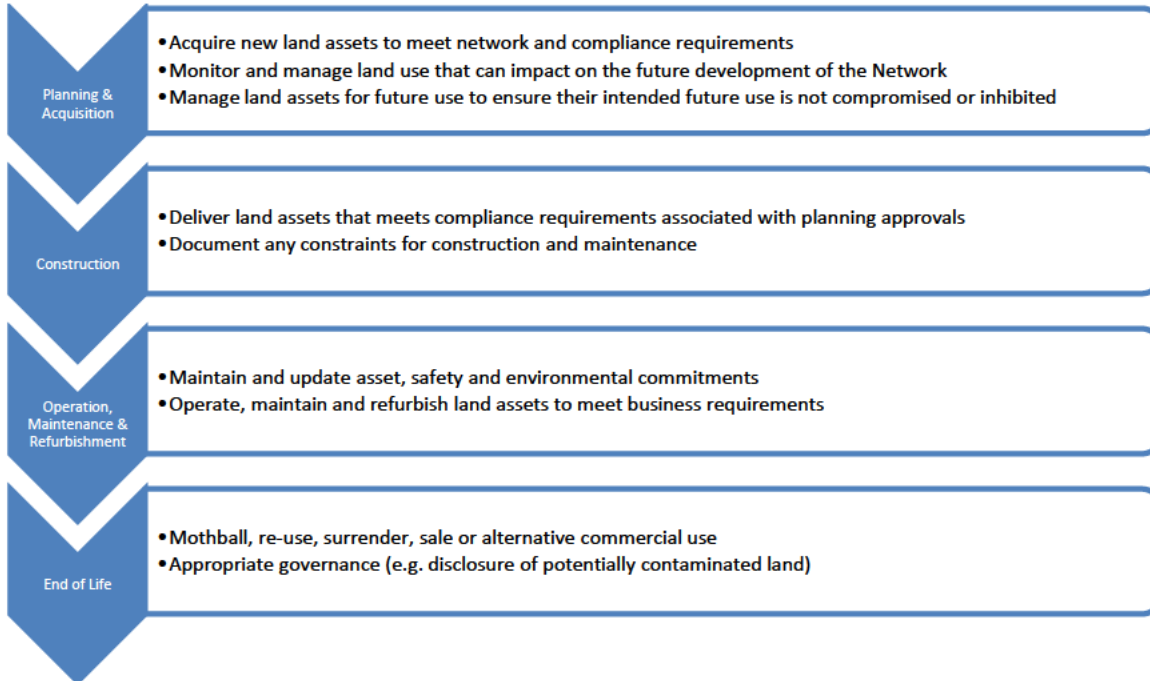 Planning &
Acquisition
•Acquire new land assets to meet network and compliance requirements
•Monitor and manage land use that can impact on the future development of the Network
•Manage land assets for future use to ensure their intended future use is not compromised or inhibited
Construction
•Deliver land assets that meets compliance requirements associated with planning approvals
•Document any constraints for construction and maintenance
Operation,
Maintenance &
Refurbishment
•Maintain and update asset, safety and environmental commitments
•Operate, maintain and refurbish land assets to meet business requirements
End of Life
•Mothball, re-use, surrender, sale or alternative commercial use
•Appropriate governance (e.g. disclosure of potentially contaminated land)